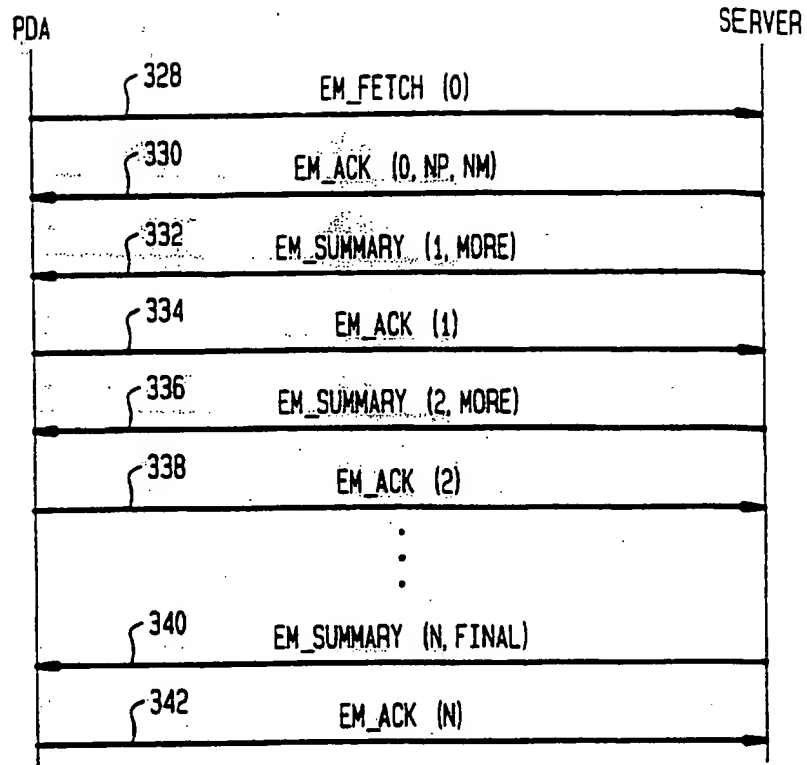 PDA
SERVER
328
EM_FETCH (0)
330
EM_ACK (0, NP, NM)
332
EM_SUMMARY (1, MORE)
334
EM_ACK (1)
336
EM_SUMMARY (2, MORE)
338
EM_ACK (2)
340
EM_SUMMARY (N, FINAL)
342
EM_ACK (N)